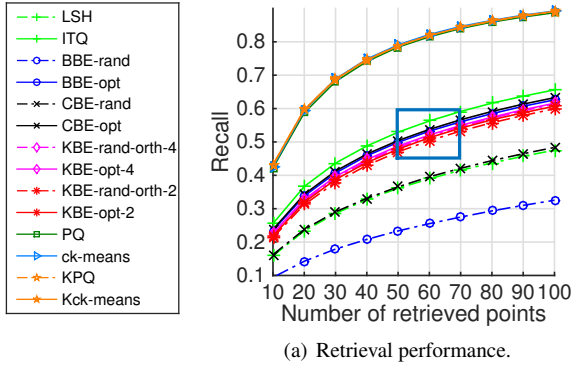 LSH
ITQ
BBE-rand
BBE-opt
CBE-rand
CBE-opt
KBE-rand-orth-4
KBE-opt-4
KBE-rand-orth-2
KBE-opt-2
PQ
ck-means
KPQ
Kck-means
Recall
0.8
0.7
0.6
0.5
0.4
0.3
0.2
0.1
10 20 30 40 50 60 70 80 90 100
Number of retrieved points
(a) Retrieval performance.